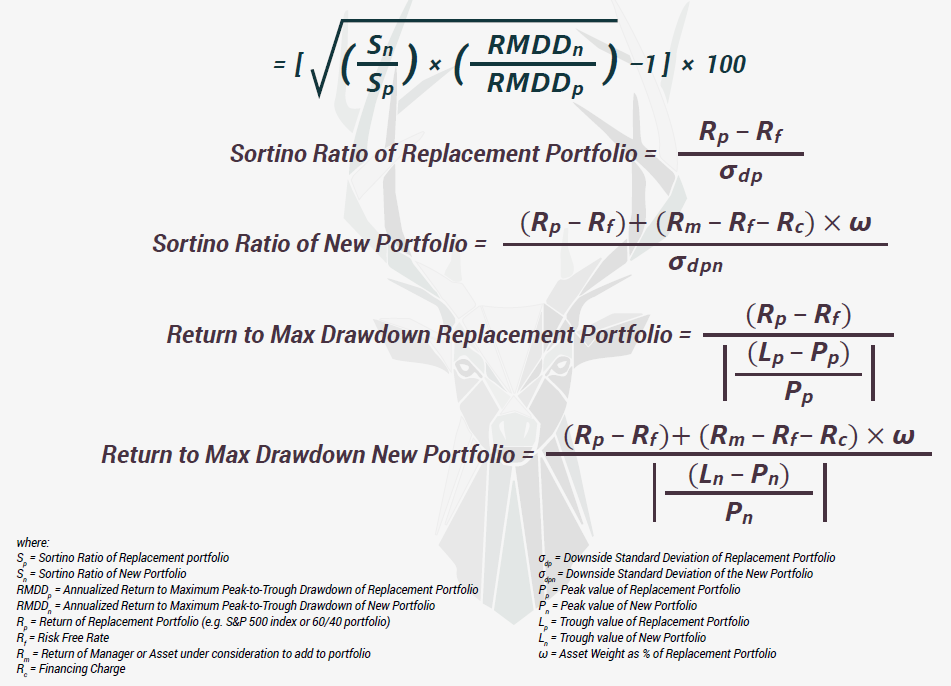 = [ √( (Sn / Sp) × (RMDDn / RMDDp) ) −1 ] × 100
Sortino Ratio of Replacement Portfolio = (Rp − Rf) / σdp
Sortino Ratio of New Portfolio = ((Rp − Rf)+ (Rm − Rf− Rc) × ω) / σdpn
Return to Max Drawdown Replacement Portfolio = (Rp − Rf) / |(Lp − Pp) / Pp|
Return to Max Drawdown New Portfolio = ((Rp − Rf)+ (Rm − Rf− Rc) × ω) / |(Ln − Pn) / Pn|
where:
Sp = Sortino Ratio of Replacement portfolio
Sn = Sortino Ratio of New Portfolio
RMDDp = Annualized Return to Maximum Peak-to-Trough Drawdown of Replacement Portfolio
RMDDn = Annualized Return to Maximum Peak-to-Trough Drawdown of New Portfolio
Rp = Return of Replacement Portfolio (e.g. S&P 500 index or 60/40 portfolio)
Rf = Risk Free Rate
Rm = Return of Manager or Asset under consideration to add to portfolio
Rc = Financing Charge
σdp = Downside Standard Deviation of Replacement Portfolio
σdpn = Downside Standard Deviation of the New Portfolio
Pp = Peak value of Replacement Portfolio
Pn = Peak value of New Portfolio
Lp = Trough value of Replacement Portfolio
Ln = Trough value of New Portfolio
ω = Asset Weight as % of Replacement Portfolio